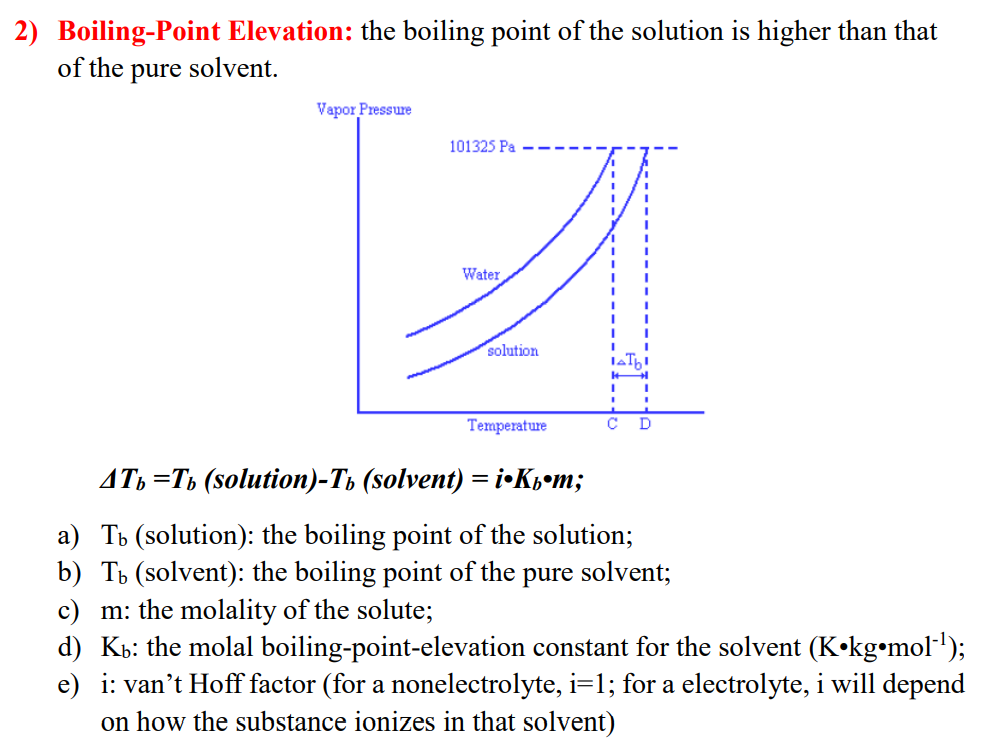 2) Boiling-Point Elevation: the boiling point of the solution is higher than that
of the pure solvent.
Vapor Pressure
101325 Pa
Water
solution
△Tb
Temperature
C D
ΔTb =Tb (solution)-Tb (solvent) = i•Kb•m;
a) Tb (solution): the boiling point of the solution;
b) Tb (solvent): the boiling point of the pure solvent;
c) m: the molality of the solute;
d) Kb: the molal boiling-point-elevation constant for the solvent (K•kg•mol⁻¹);
e) i: van’t Hoff factor (for a nonelectrolyte, i=1; for a electrolyte, i will depend
on how the substance ionizes in that solvent)